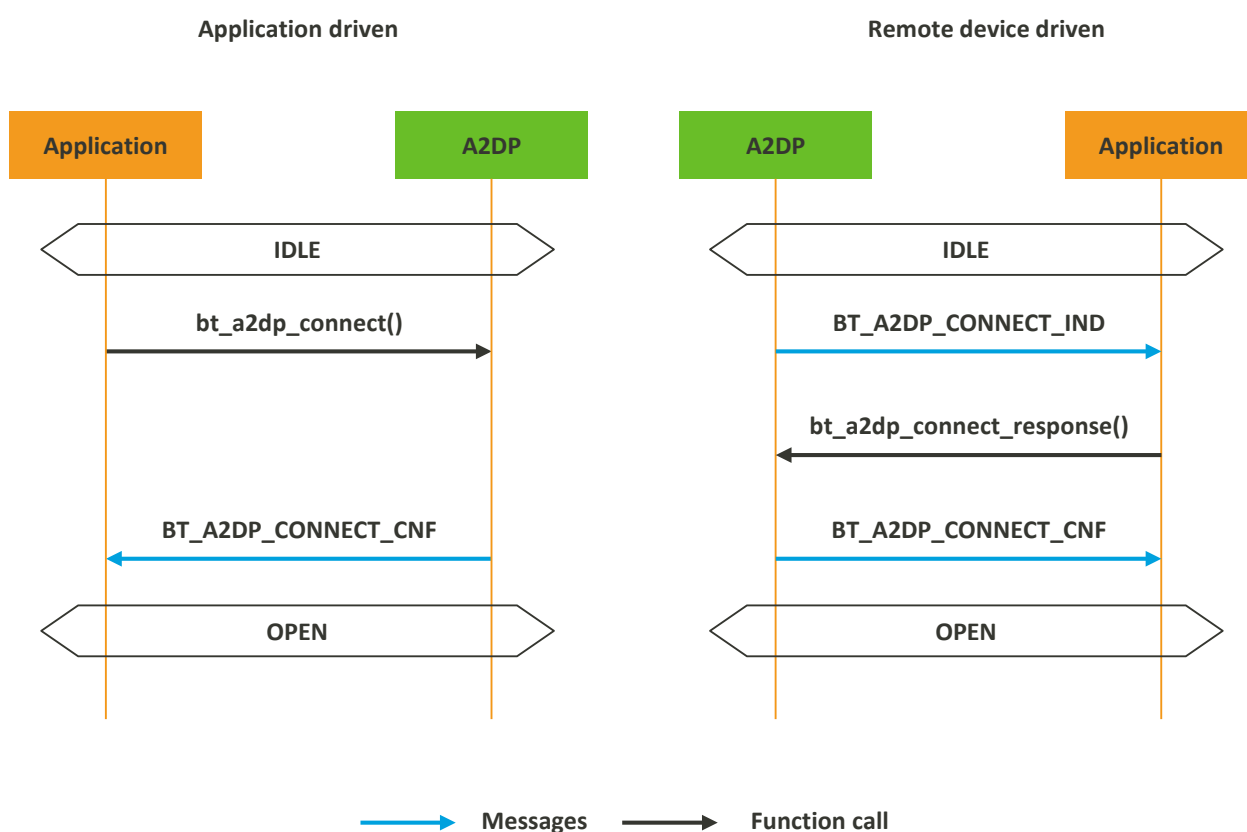 Application driven
Remote device driven
Application
A2DP
A2DP
Application
IDLE
IDLE
bt_a2dp_connect()
BT_A2DP_CONNECT_IND
bt_a2dp_connect_response()
BT_A2DP_CONNECT_CNF
BT_A2DP_CONNECT_CNF
OPEN
OPEN
Messages
Function call